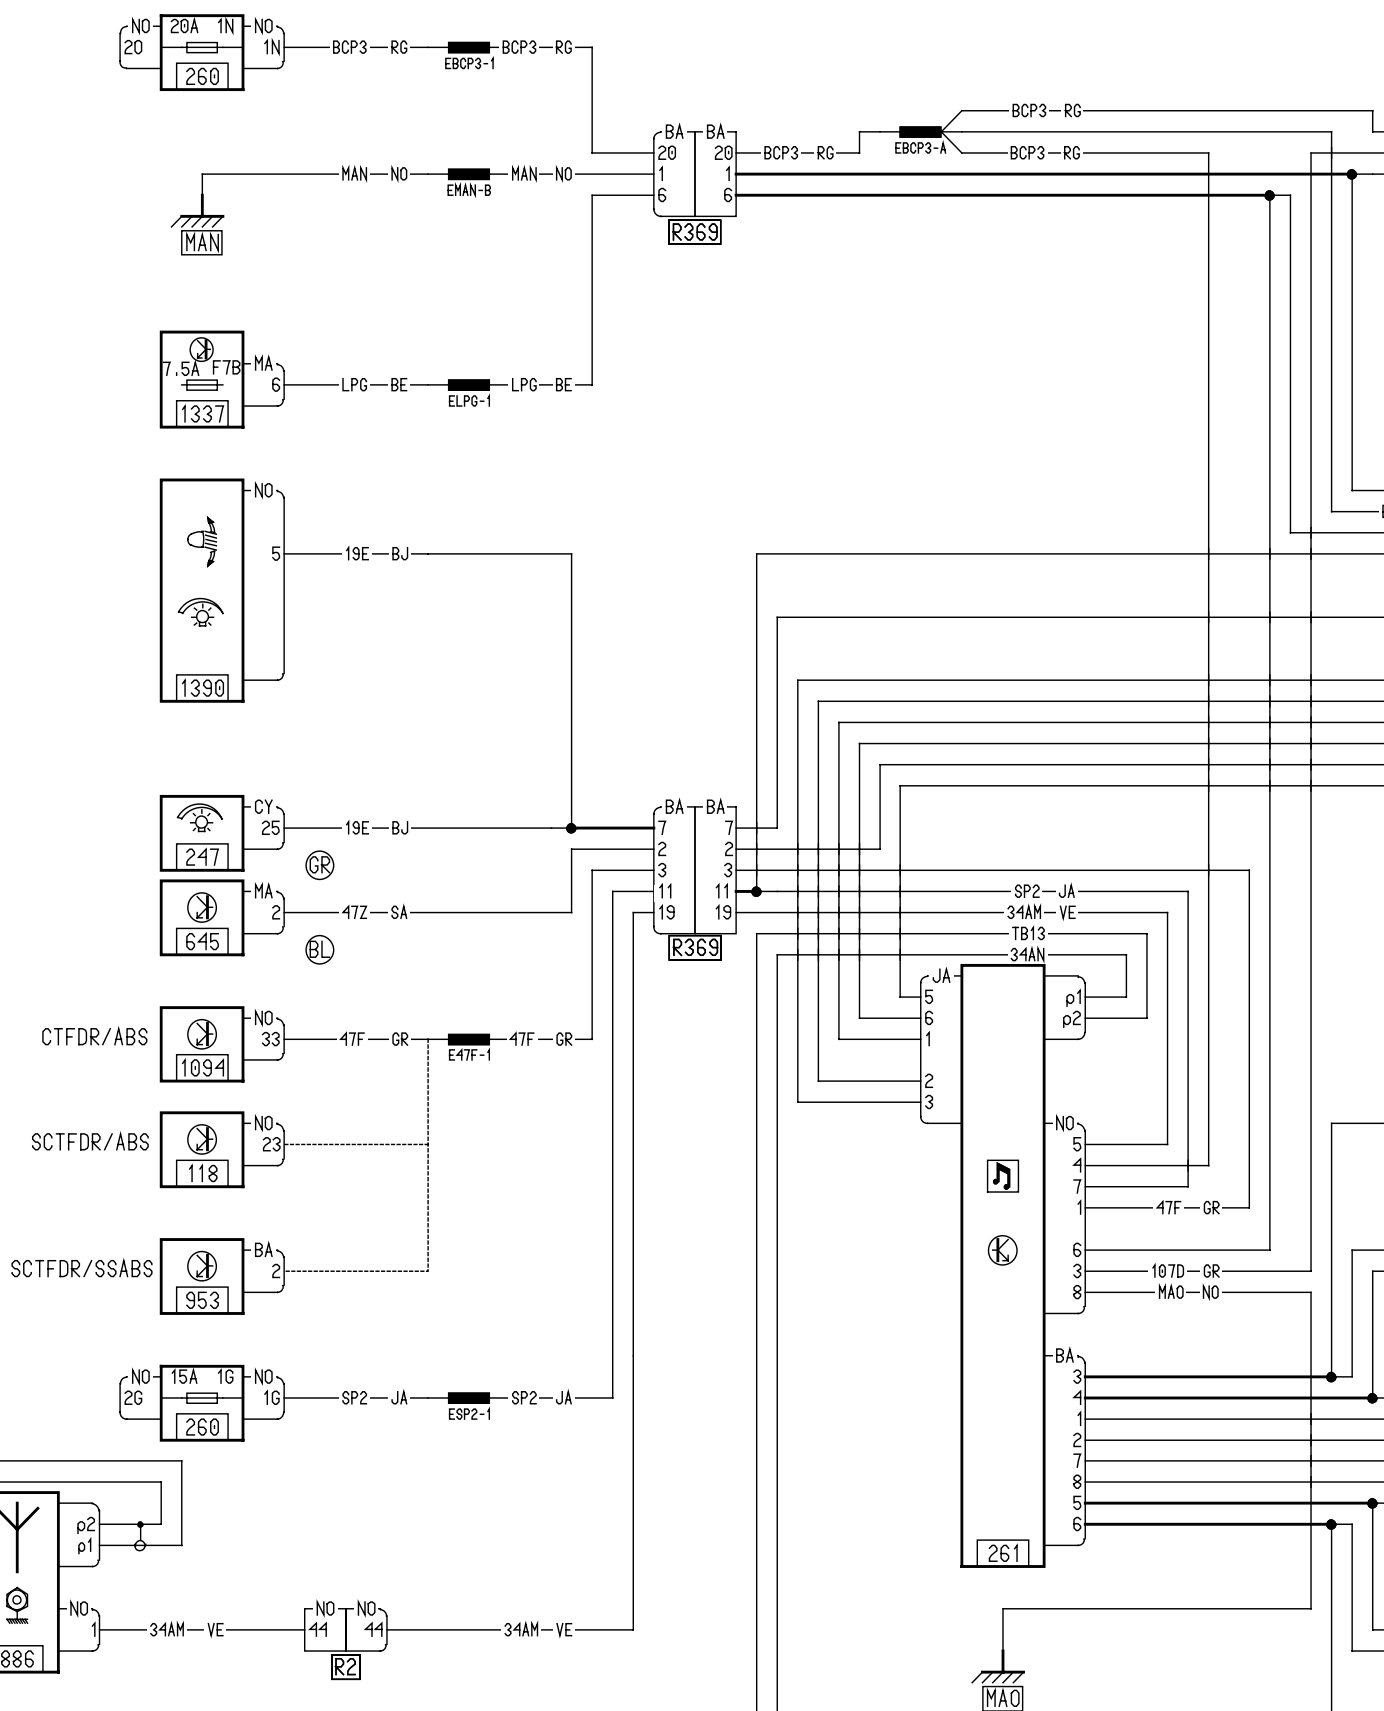 NO 20A 1N NO
20 1N BCP3 RG BCP3 RG
260 EBCP3-1
BCP3 RG
BA BA
20 20 BCP3 RG EBCP3-A BCP3 RG
MAN NO MAN NO 1 1
EMAN-B
6 6
MAN R369
7.5A F7B MA
6 LPG BE LPG BE
1337 ELPG-1
NO
5 19E BJ
1390
CY BA BA
25 19E BJ 7 7
247 GR 2 2
3 3
MA 11 11 SP2 JA
2 47Z SA 19 19 34AM VE
645 BL R369 TB13
34AN
JA
NO 5 p1
6 p2
CTFDR/ABS 33 47F GR 47F GR 1
1094 E47F-1
2
3
NO NO
SCTFDR/ABS 23 5
118 4
7
1 47F GR
BA 6
SCTFDR/SSABS 2 3 107D GR
953 8 MAO NO
BA
NO 15A 1G NO 3
2G 1G SP2 JA SP2 JA 4
260 ESP2-1 1
2
7
8
p2 5
p1 6
261
NO NO NO
1 34AM VE 44 44 34AM VE
886 R2
MAO